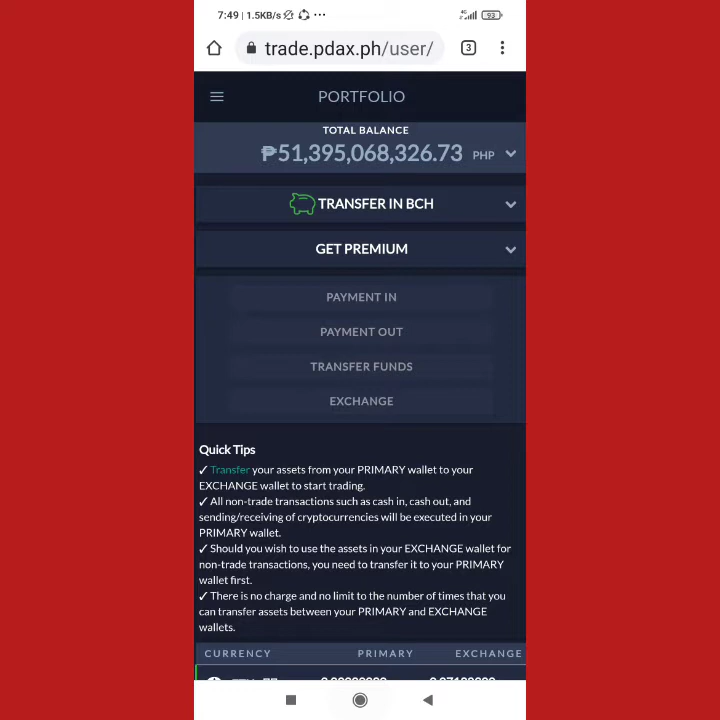 7:49 | 1.5KB/s
4G 93
trade.pdax.ph/user/ 3
PORTFOLIO
TOTAL BALANCE
₱51,395,068,326.73 PHP
TRANSFER IN BCH
GET PREMIUM
PAYMENT IN
PAYMENT OUT
TRANSFER FUNDS
EXCHANGE
Quick Tips
✓ Transfer your assets from your PRIMARY wallet to your
EXCHANGE wallet to start trading.
✓ All non-trade transactions such as cash in, cash out, and
sending/receiving of cryptocurrencies will be executed in your
PRIMARY wallet.
✓ Should you wish to use the assets in your EXCHANGE wallet for
non-trade transactions, you need to transfer it to your PRIMARY
wallet first.
✓ There is no charge and no limit to the number of times that you
can transfer assets between your PRIMARY and EXCHANGE
wallets.
CURRENCY PRIMARY EXCHANGE